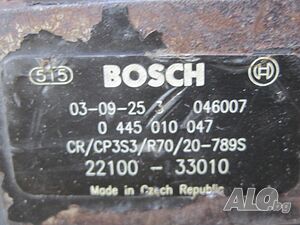 515 BOSCH
03-09-25 3 046007
0 445 010 047
CR/CP3S3/R70/20-789S
22100 - 33010
Made in Czech Republic
ALO.bg